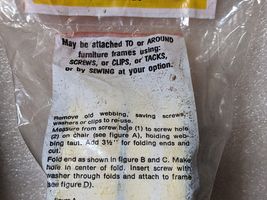 May be attached TO or AROUND
furniture frames using:
SCREWS, or CLIPS, or TACKS,
or by SEWING at your option.
Remove old webbing, saving screws,
washers or clips to re-use.
Measure from screw hole (1) to screw hole
(2) on chair (see figure A), holding web-
bing taut. Add 3½" for folding ends and
cut.
Fold end as shown in figure B and C. Make
hole in center of fold. Insert screw with
washer through folds and attach to frame
(see figure D).